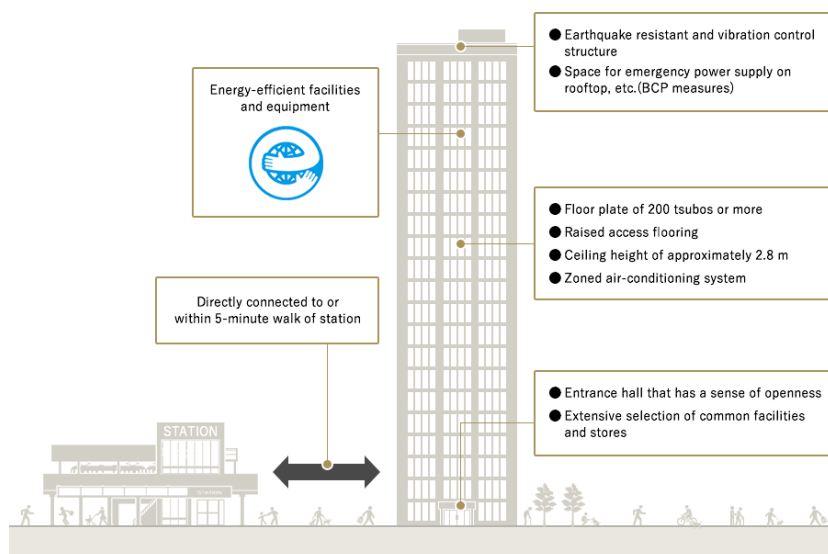 ● Earthquake resistant and vibration control
structure
● Space for emergency power supply on
rooftop, etc.(BCP measures)
Energy-efficient facilities
and equipment
● Floor plate of 200 tsubos or more
● Raised access flooring
● Ceiling height of approximately 2.8 m
● Zoned air-conditioning system
Directly connected to or
within 5-minute walk of station
● Entrance hall that has a sense of openness
● Extensive selection of common facilities
and stores
STATION
STATION